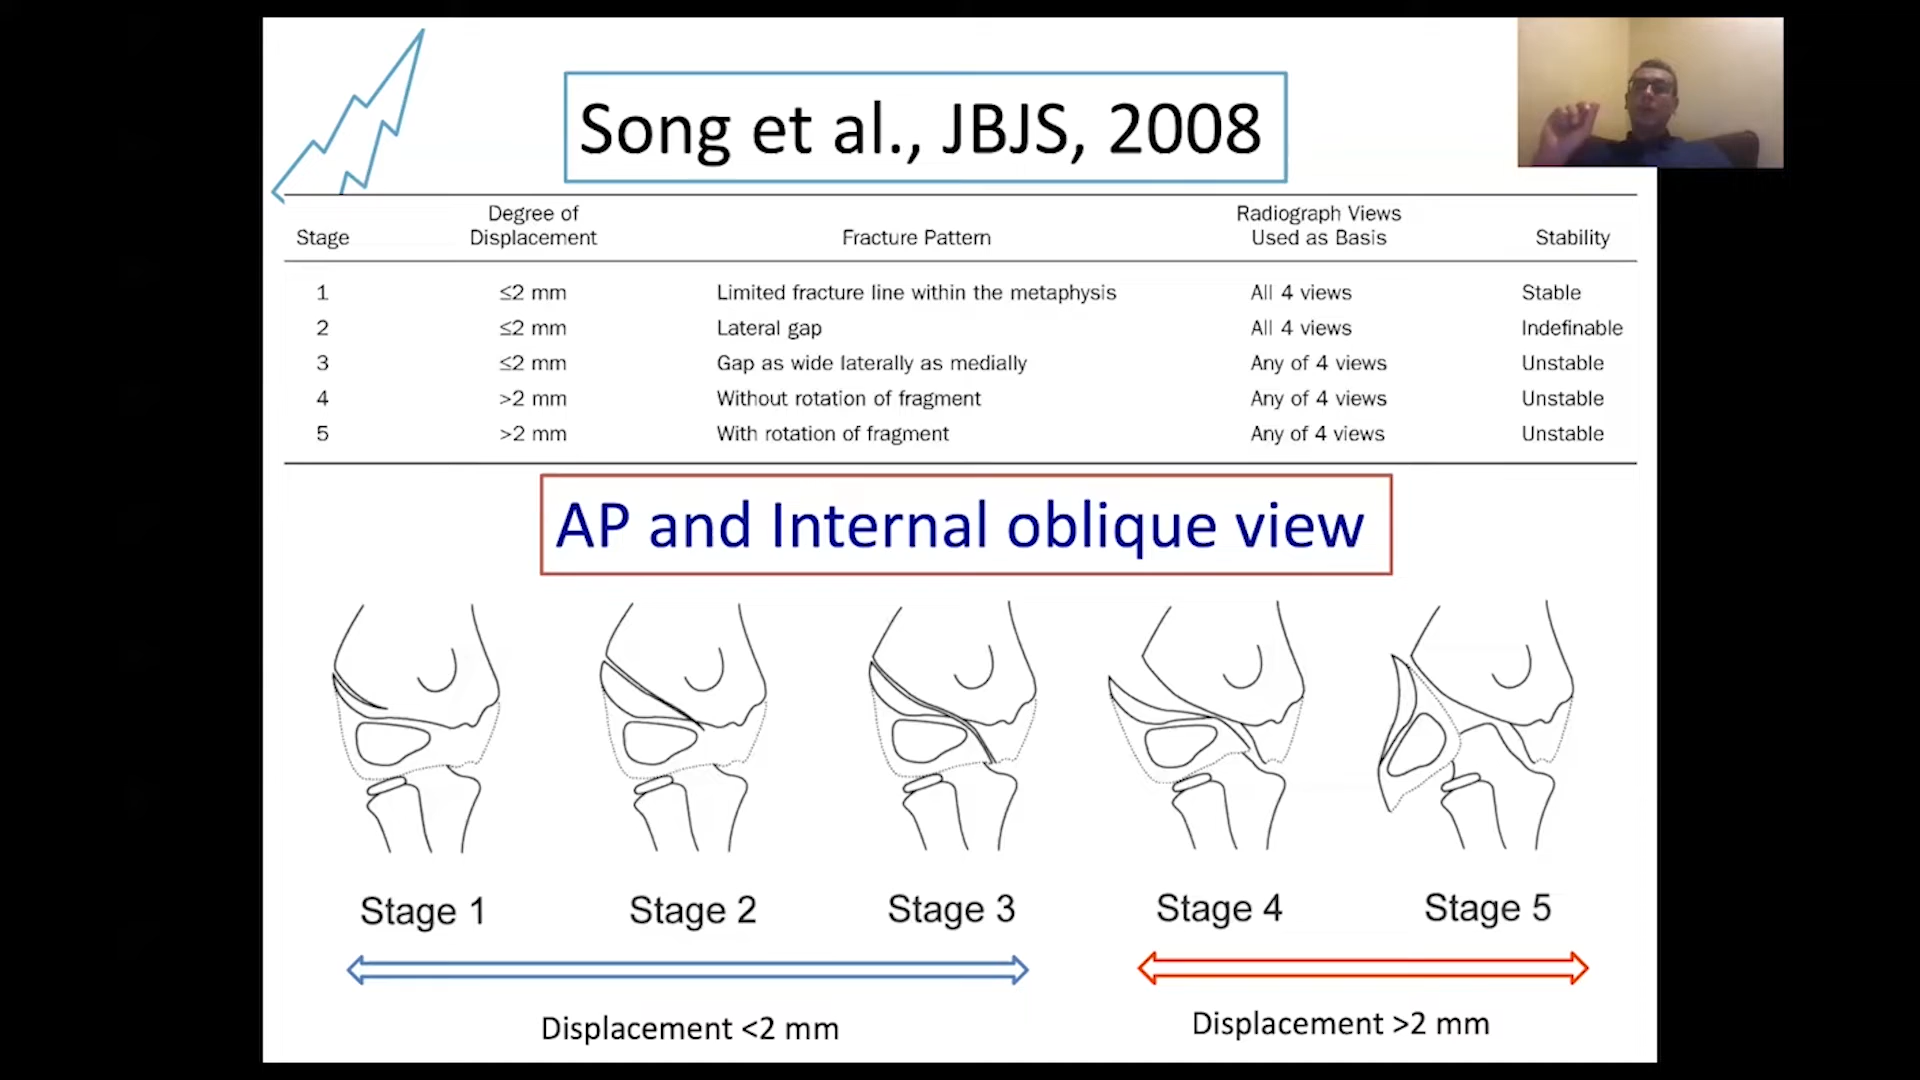 Song et al., JBJS, 2008
Stage Degree of Displacement Fracture Pattern Radiograph Views Used as Basis Stability
1 ≤2 mm Limited fracture line within the metaphysis All 4 views Stable
2 ≤2 mm Lateral gap All 4 views Indefinable
3 ≤2 mm Gap as wide laterally as medially Any of 4 views Unstable
4 >2 mm Without rotation of fragment Any of 4 views Unstable
5 >2 mm With rotation of fragment Any of 4 views Unstable
AP and Internal oblique view
Stage 1 Stage 2 Stage 3 Stage 4 Stage 5
Displacement <2 mm Displacement >2 mm